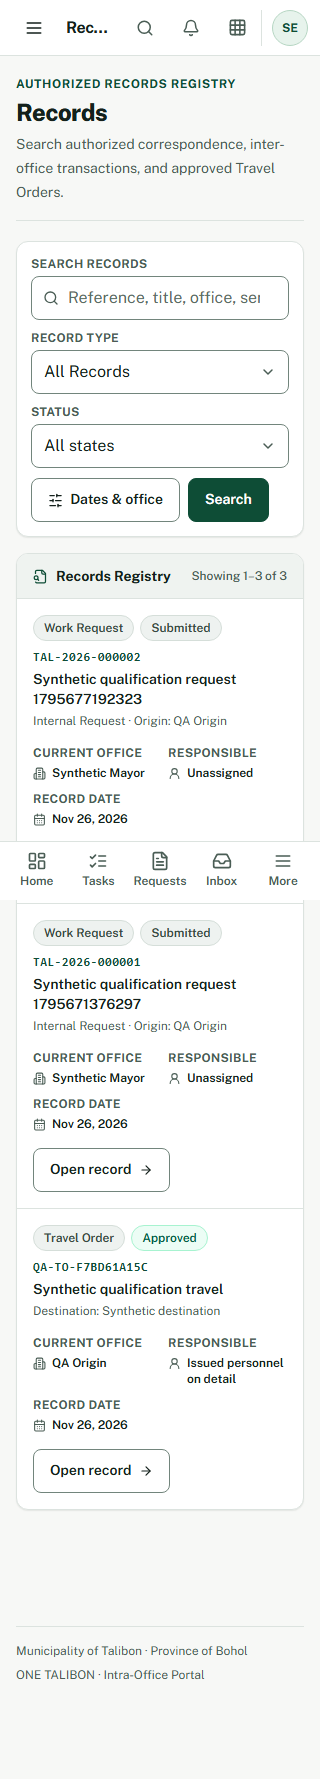 Rec...
SE
AUTHORIZED RECORDS REGISTRY
Records
Search authorized correspondence, inter-
office transactions, and approved Travel
Orders.
SEARCH RECORDS
Reference, title, office, ser
RECORD TYPE
All Records
STATUS
All states
Dates & office
Search
Records Registry
Showing 1–3 of 3
Work Request
Submitted
TAL-2026-000002
Synthetic qualification request
1795677192323
Internal Request · Origin: QA Origin
CURRENT OFFICE
RESPONSIBLE
Synthetic Mayor
Unassigned
RECORD DATE
Nov 26, 2026
Home
Tasks
Requests
Inbox
More
Work Request
Submitted
TAL-2026-000001
Synthetic qualification request
1795671376297
Internal Request · Origin: QA Origin
CURRENT OFFICE
RESPONSIBLE
Synthetic Mayor
Unassigned
RECORD DATE
Nov 26, 2026
Open record
Travel Order
Approved
QA-TO-F7BD61A15C
Synthetic qualification travel
Destination: Synthetic destination
CURRENT OFFICE
RESPONSIBLE
QA Origin
Issued personnel
on detail
RECORD DATE
Nov 26, 2026
Open record
Municipality of Talibon · Province of Bohol
ONE TALIBON · Intra-Office Portal